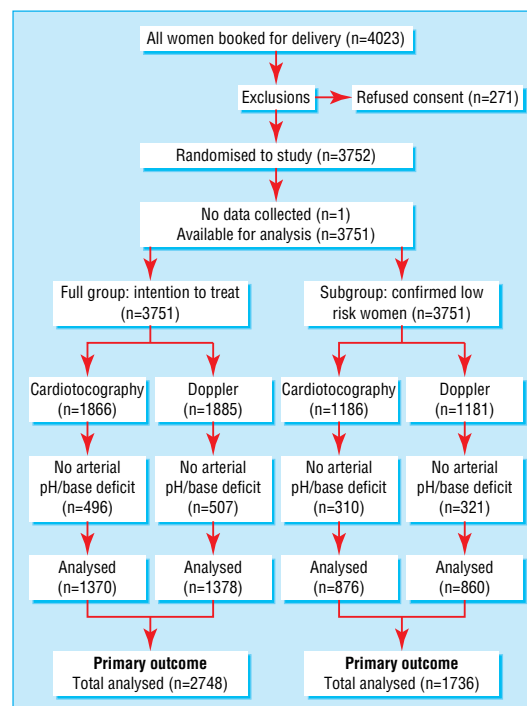 All women booked for delivery (n=4023)
Exclusions
Refused consent (n=271)
Randomised to study (n=3752)
No data collected (n=1)
Available for analysis (n=3751)
Full group: intention to treat
(n=3751)
Subgroup: confirmed low
risk women (n=3751)
Cardiotocography
(n=1866)
Doppler
(n=1885)
Cardiotocography
(n=1186)
Doppler
(n=1181)
No arterial
pH/base deficit
(n=496)
No arterial
pH/base deficit
(n=507)
No arterial
pH/base deficit
(n=310)
No arterial
pH/base deficit
(n=321)
Analysed
(n=1370)
Analysed
(n=1378)
Analysed
(n=876)
Analysed
(n=860)
Primary outcome
Total analysed (n=2748)
Primary outcome
Total analysed (n=1736)